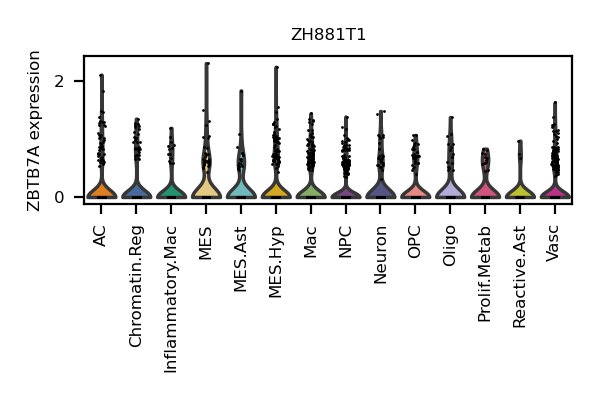 ZH881T1
ZBTB7A expression
2
0
AC
Chromatin.Reg
Inflammatory.Mac
MES
MES.Ast
MES.Hyp
Mac
NPC
Neuron
OPC
Oligo
Prolif.Metab
Reactive.Ast
Vasc